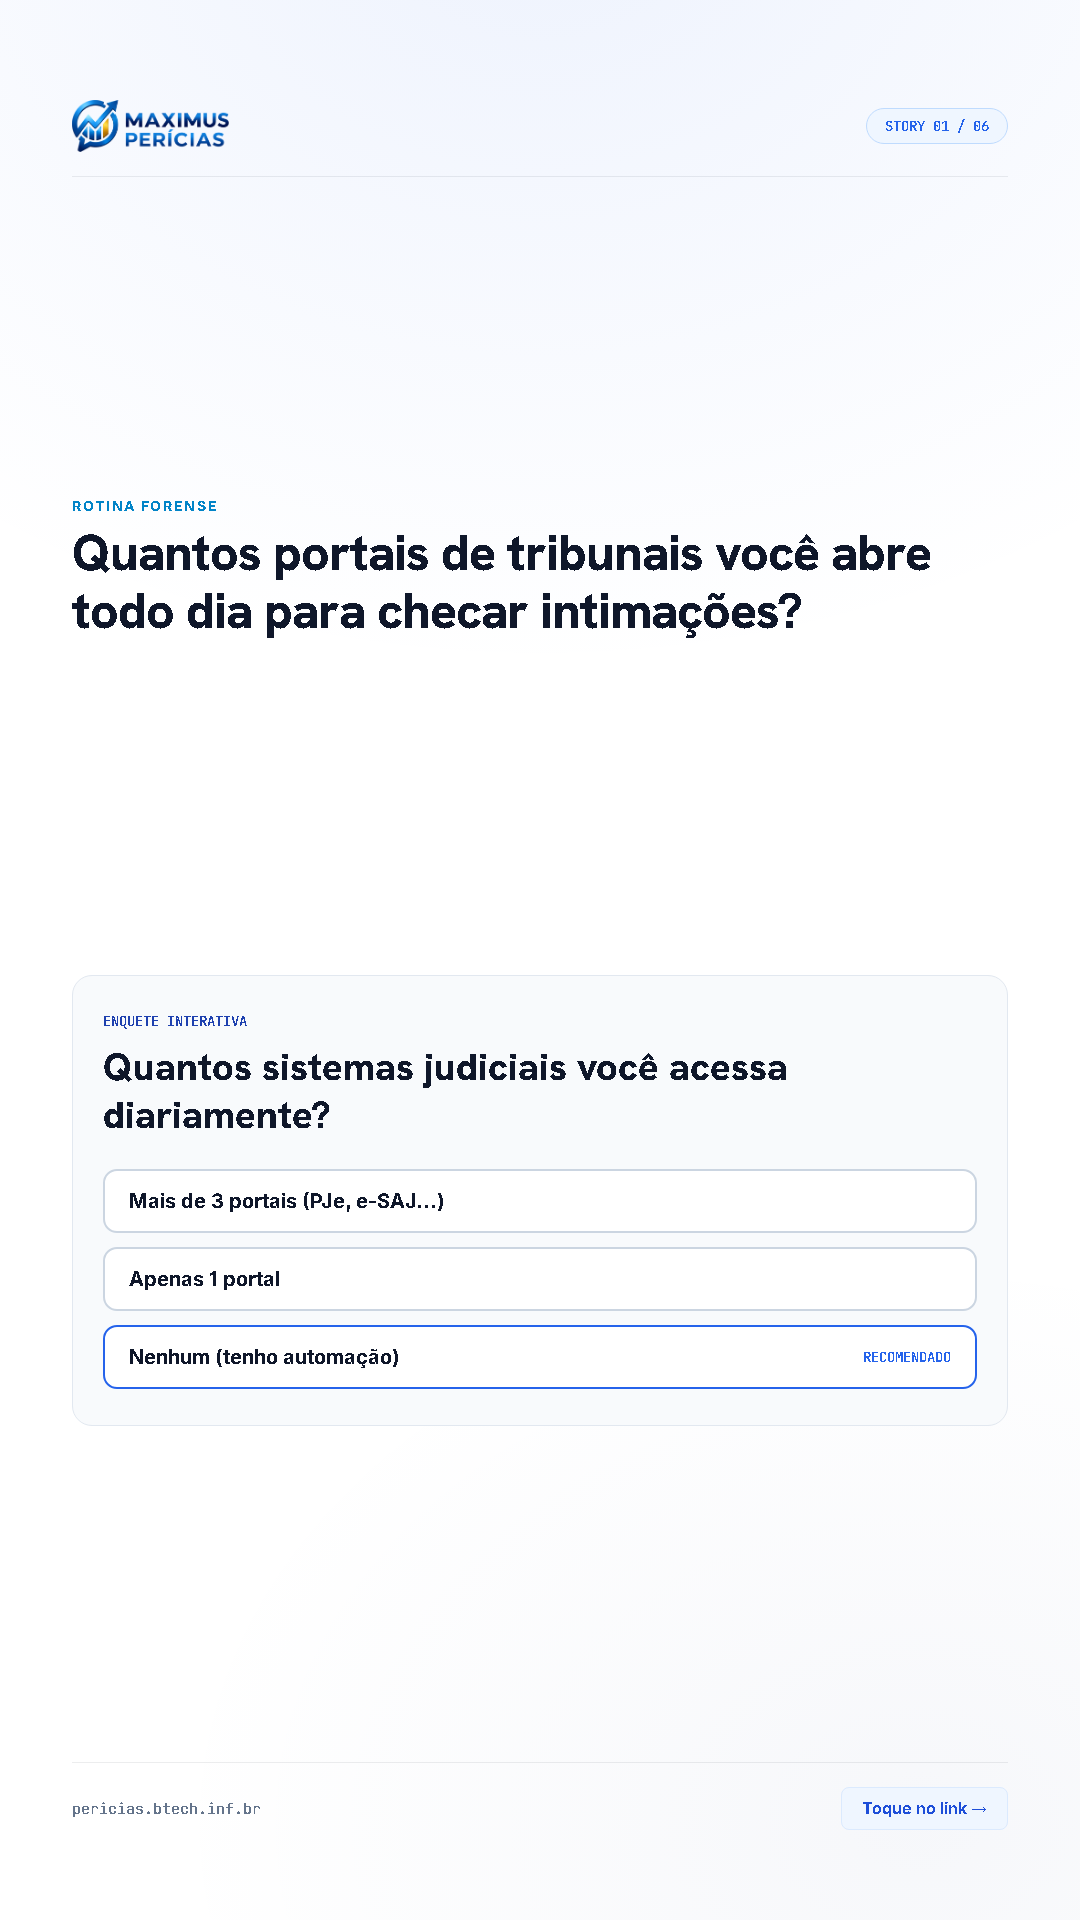 MAXIMUS
PERÍCIAS
STORY 01 / 06
ROTINA FORENSE
Quantos portais de tribunais você abre
todo dia para checar intimações?
ENQUETE INTERATIVA
Quantos sistemas judiciais você acessa
diariamente?
Mais de 3 portais (PJe, e-SAJ...)
Apenas 1 portal
Nenhum (tenho automação)
RECOMENDADO
pericias.btech.inf.br
Toque no link →